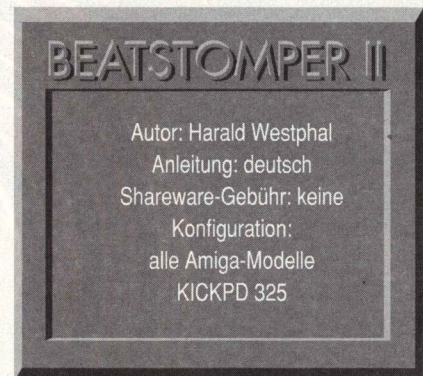 BEATSTOMPER II
Autor: Harald Westphal
Anleitung: deutsch
Shareware-Gebühr: keine
Konfiguration:
alle Amiga-Modelle
KICKPD 325